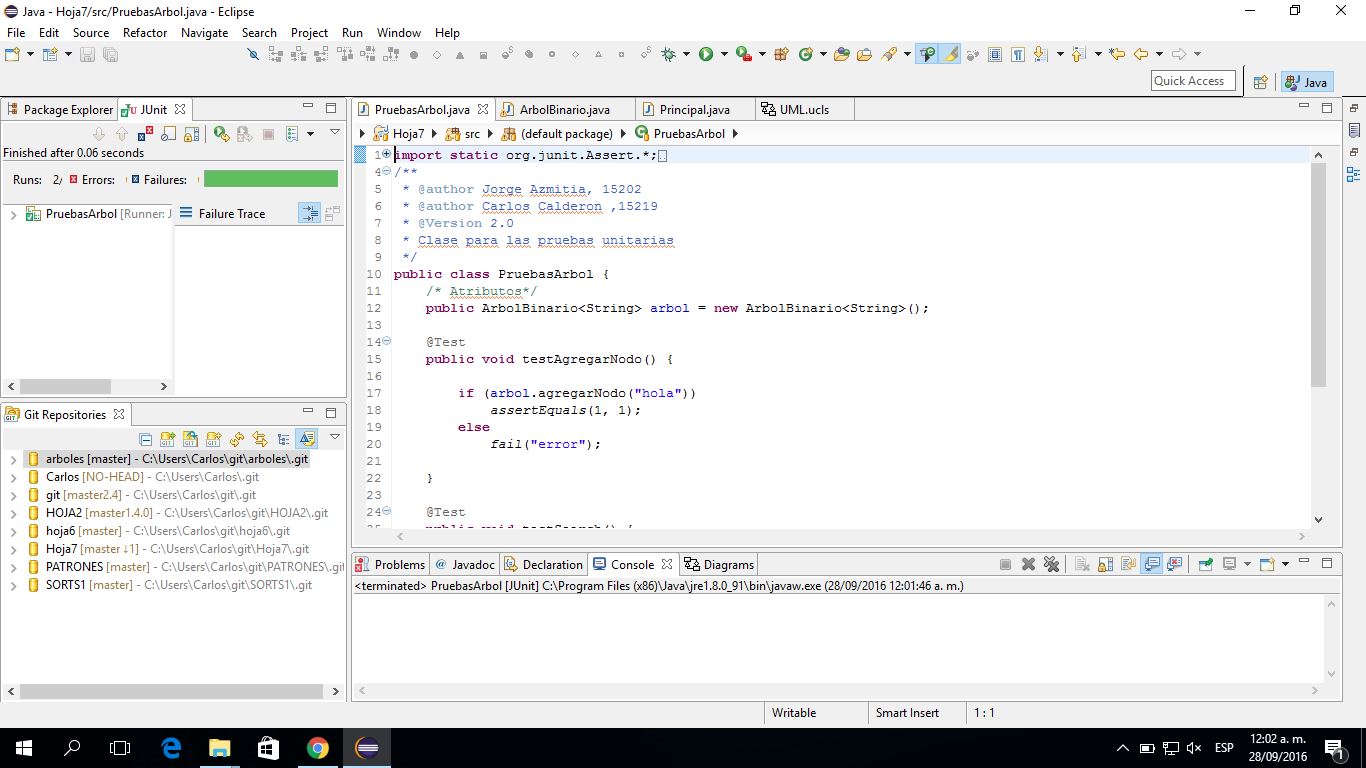 Java - Hoja7/src/PruebasArbol.java - Eclipse
File Edit Source Refactor Navigate Search Project Run Window Help
Quick Access Java
Package Explorer JUnit
Finished after 0.06 seconds
Runs: 2/ Errors: Failures:
PruebasArbol [Runner: J
Failure Trace
Git Repositories
arboles [master] - C:\Users\Carlos\git\arboles\.git
Carlos [NO-HEAD] - C:\Users\Carlos\.git
git [master2.4] - C:\Users\Carlos\git\.git
HOJA2 [master1.4.0] - C:\Users\Carlos\git\HOJA2\.git
hoja6 [master] - C:\Users\Carlos\git\hoja6\.git
Hoja7 [master ↓1] - C:\Users\Carlos\git\Hoja7\.git
PATRONES [master] - C:\Users\Carlos\git\PATRONES\.git
SORTS1 [master] - C:\Users\Carlos\git\SORTS1\.git
PruebasArbol.java ArbolBinario.java Principal.java UML.ucls
Hoja7 src (default package) PruebasArbol
1 import static org.junit.Assert.*;
4 /**
5 * @author Jorge Azmitia, 15202
6 * @author Carlos Calderon ,15219
7 * @Version 2.0
8 * Clase para las pruebas unitarias
9 */
10 public class PruebasArbol {
11 /* Atributos*/
12 public ArbolBinario<String> arbol = new ArbolBinario<String>();
13
14 @Test
15 public void testAgregarNodo() {
16
17 if (arbol.agregarNodo("hola"))
18 assertEquals(1, 1);
19 else
20 fail("error");
21
22 }
23
24 @Test
Problems @ Javadoc Declaration Console Diagrams
<terminated> PruebasArbol [JUnit] C:\Program Files (x86)\Java\jre1.8.0_91\bin\javaw.exe (28/09/2016 12:01:46 a. m.)
Writable Smart Insert 1 : 1
ESP
12:02 a. m.
28/09/2016
1